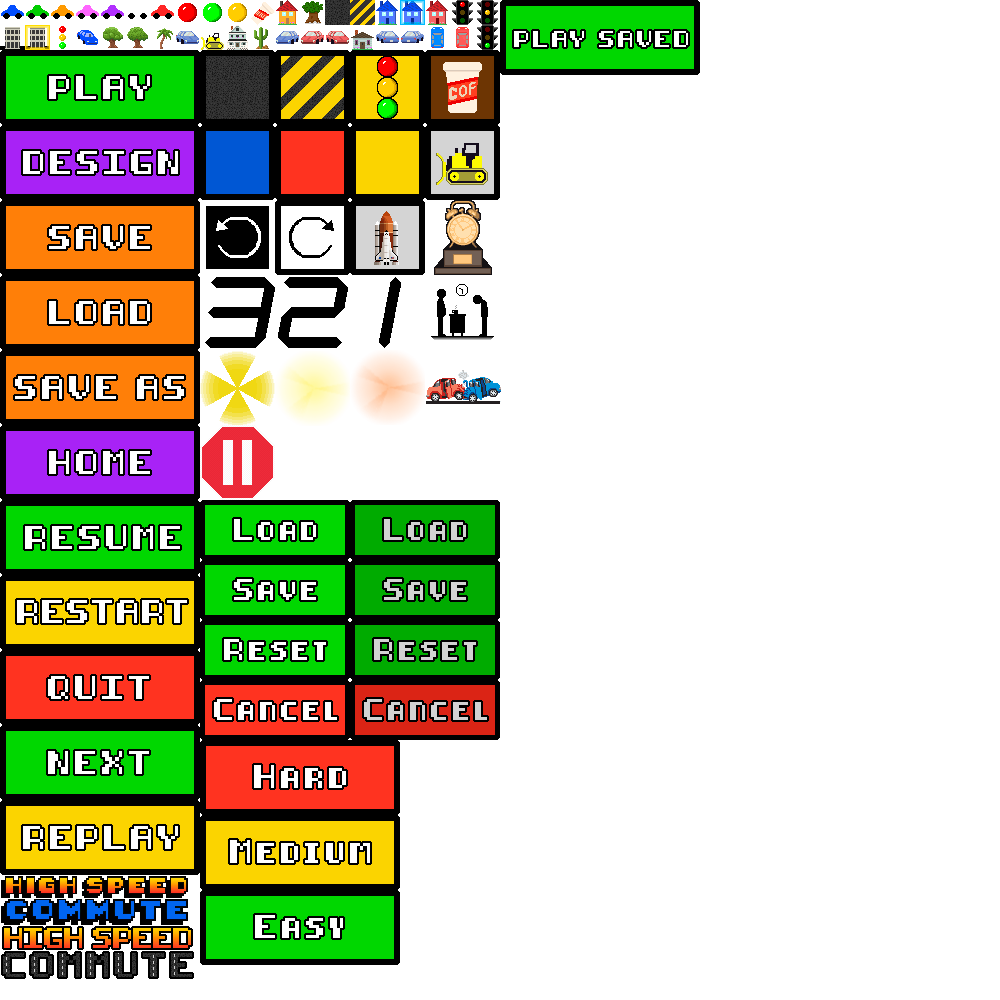 PLAY SAVED
PLAY
COF
DESIGN
SAVE
LOAD
321
SAVE AS
HOME
RESUME
LOAD
LOAD
SAVE
SAVE
RESTART
RESET
RESET
QUIT
CANCEL
CANCEL
NEXT
HARD
REPLAY
MEDIUM
HIGH SPEED
COMMUTE
EASY
HIGH SPEED
COMMUTE